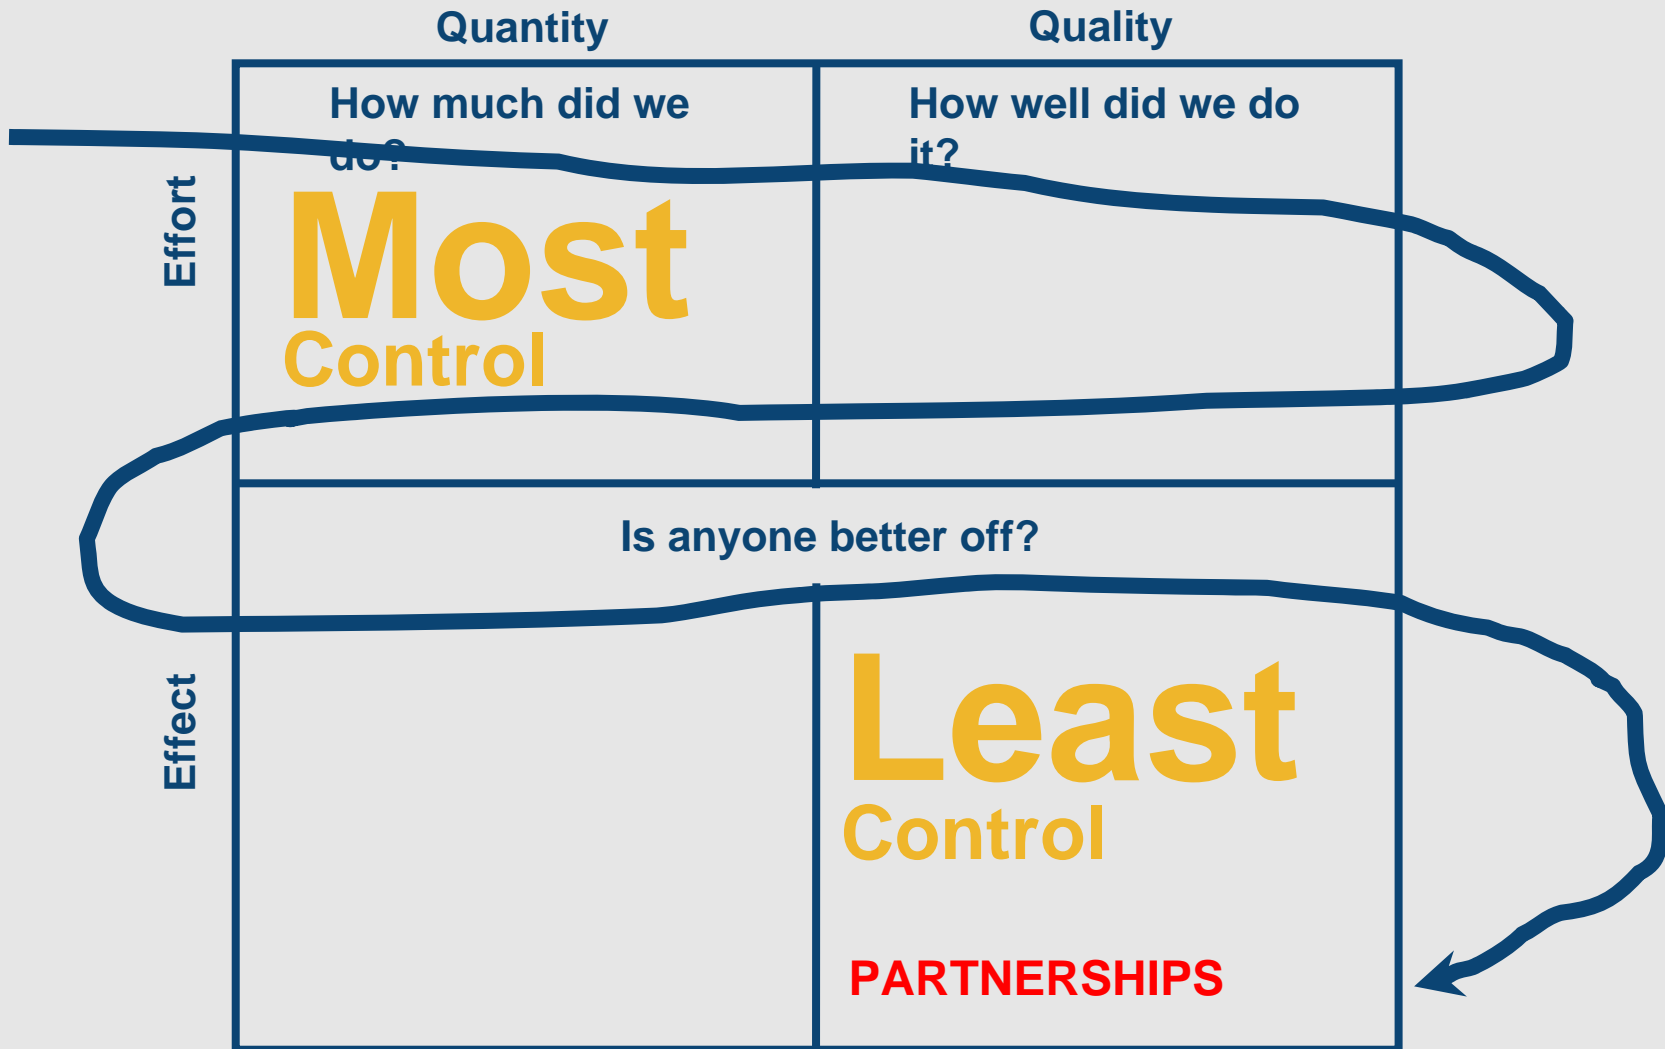 Quantity
Quality
How much did we
do?
How well did we do
it?
Effort
Most
Control
Is anyone better off?
Effect
Least
Control
PARTNERSHIPS